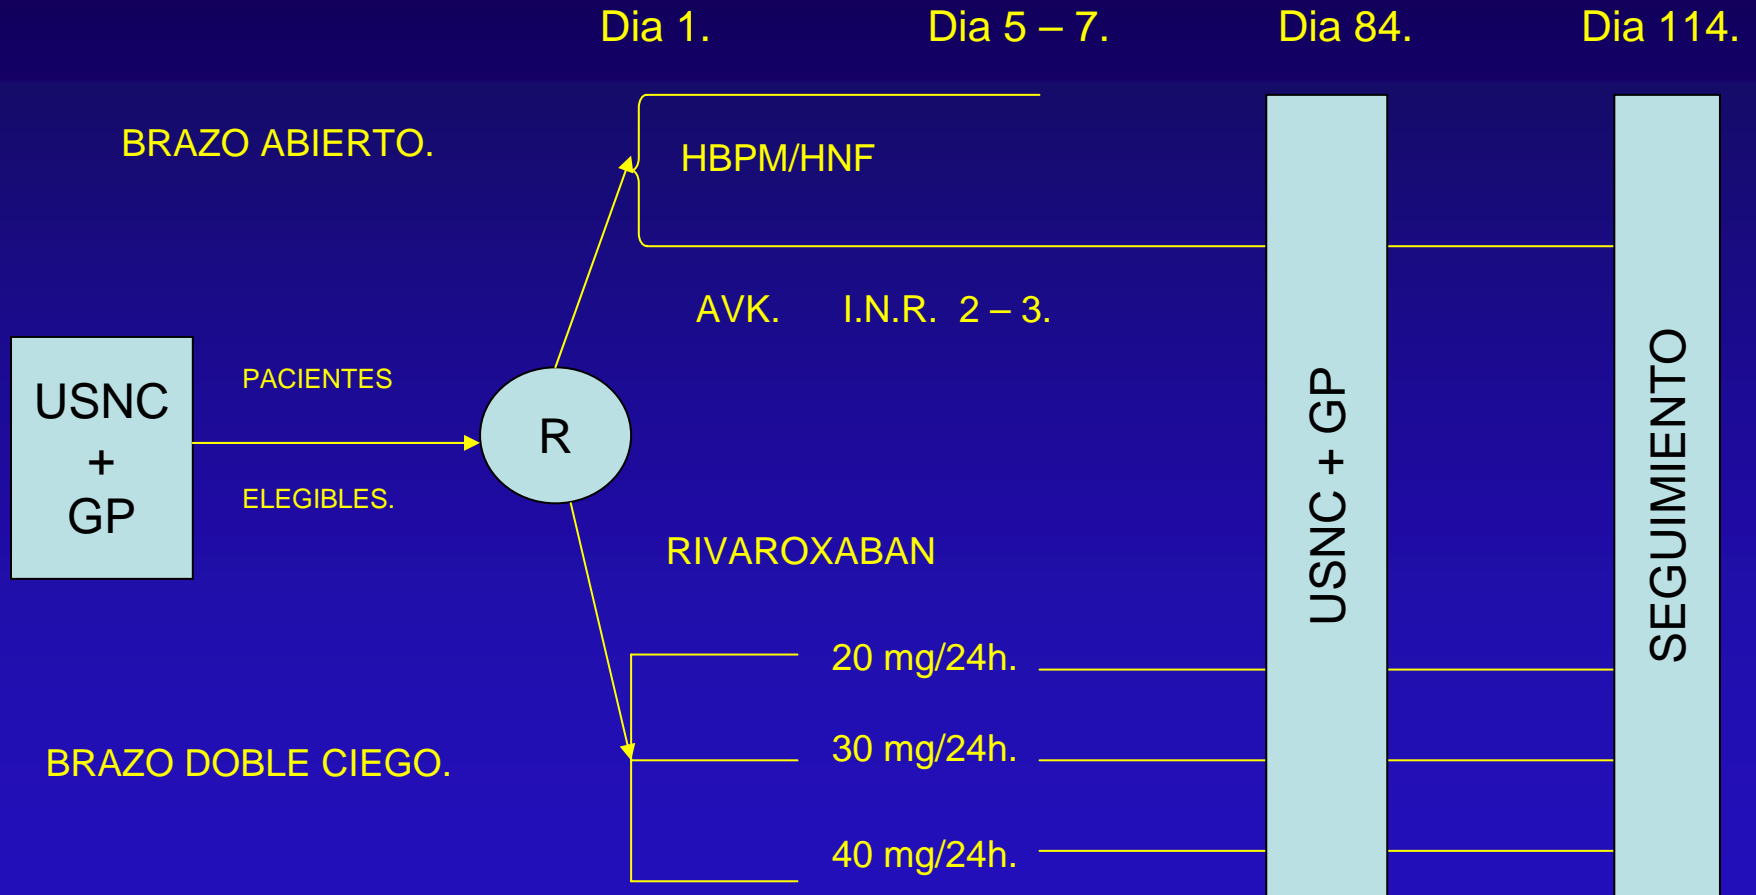 Dia 1.
Dia 5 – 7.
Dia 84.
Dia 114.
BRAZO ABIERTO.
HBPM/HNF
AVK. I.N.R. 2 – 3.
USNC
+
GP
PACIENTES
ELEGIBLES.
R
RIVAROXABAN
20 mg/24h.
30 mg/24h.
40 mg/24h.
BRAZO DOBLE CIEGO.
USNC + GP
SEGUIMIENTO